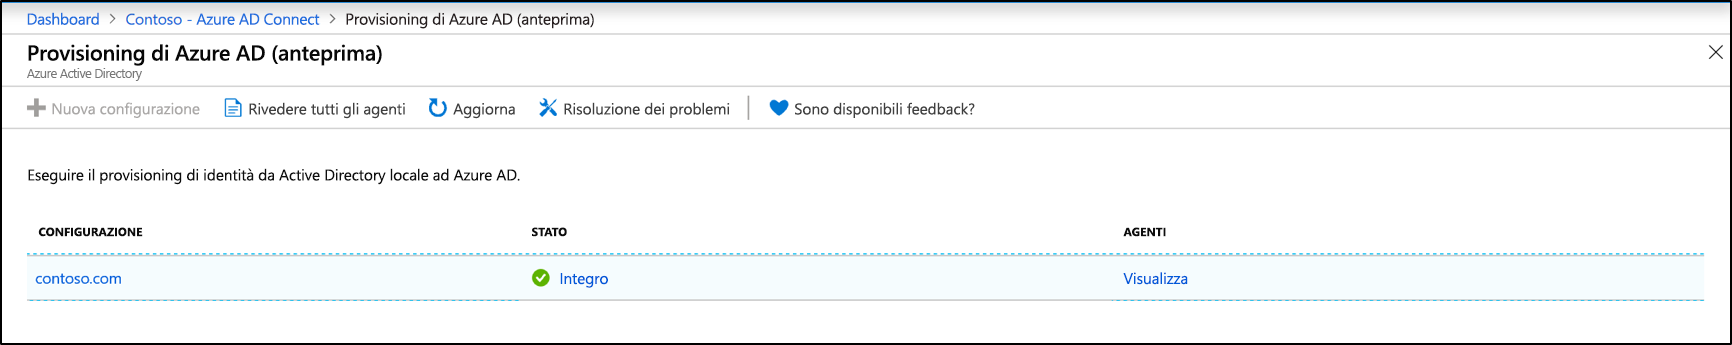 Dashboard > Contoso - Azure AD Connect > Provisioning di Azure AD (anteprima)
Provisioning di Azure AD (anteprima)
Azure Active Directory
Nuova configurazione Rivedere tutti gli agenti Aggiorna Risoluzione dei problemi Sono disponibili feedback?
Eseguire il provisioning di identità da Active Directory locale ad Azure AD.
CONFIGURAZIONE STATO AGENTI
contoso.com Integro Visualizza